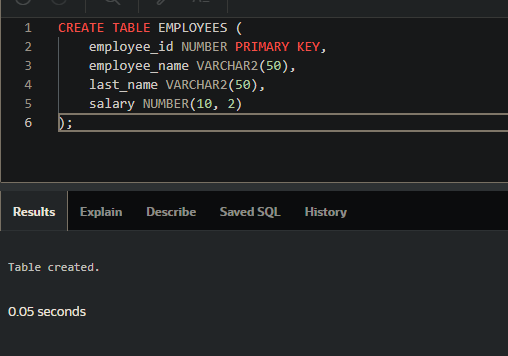 1 CREATE TABLE EMPLOYEES (
2 employee_id NUMBER PRIMARY KEY,
3 employee_name VARCHAR2(50),
4 last_name VARCHAR2(50),
5 salary NUMBER(10, 2)
6 );
Results Explain Describe Saved SQL History
Table created.
0.05 seconds